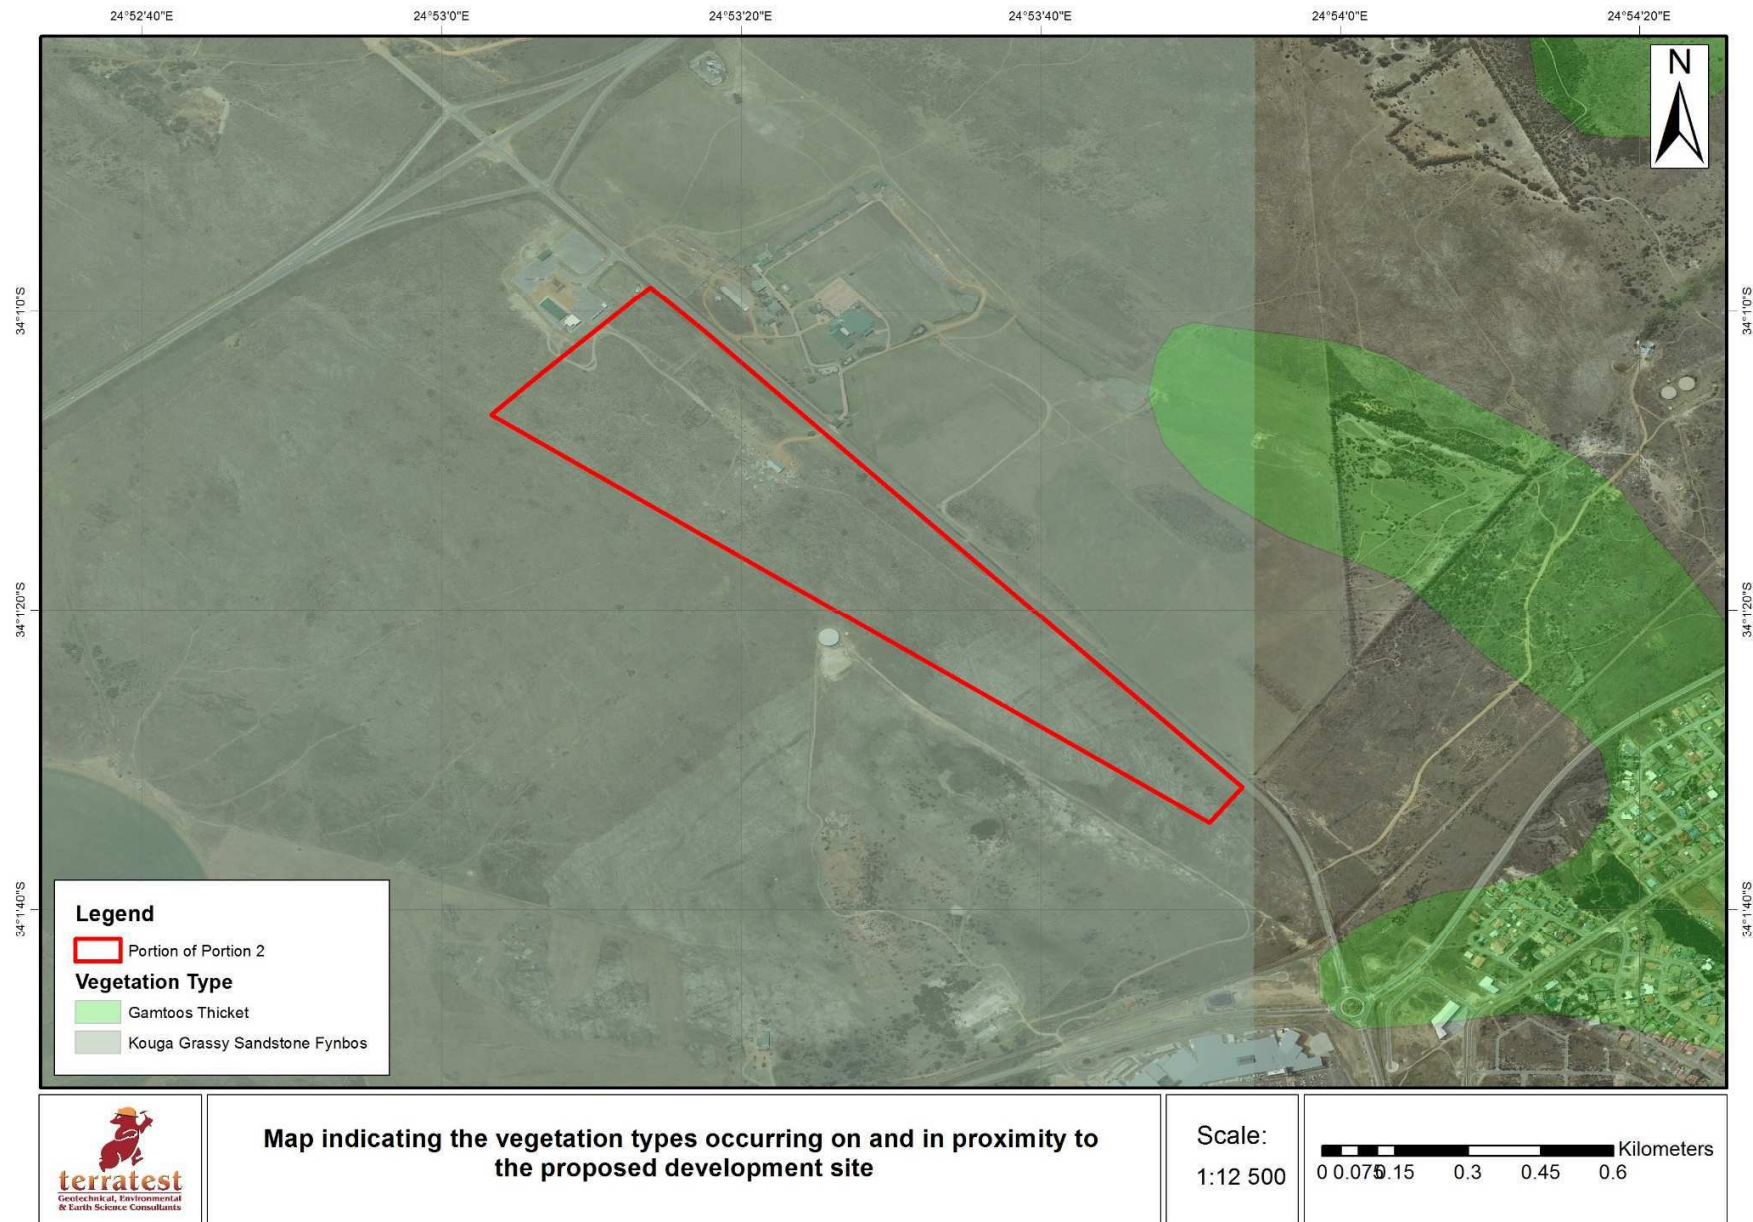 24°52'40"E
24°53'0"E
24°53'20"E
24°53'40"E
24°54'0"E
24°54'20"E
N
34°1'0"S
34°1'0"S
34°1'20"S
34°1'20"S
34°1'40"S
34°1'40"S
Legend
Portion of Portion 2
Vegetation Type
Gamtoos Thicket
Kouga Grassy Sandstone Fynbos
terratest
Geotechnical, Environmental
& Earth Science Consultants
Map indicating the vegetation types occurring on and in proximity to
the proposed development site
Scale:
1:12 500
Kilometers
0 0.075 0.15 0.3 0.45 0.6